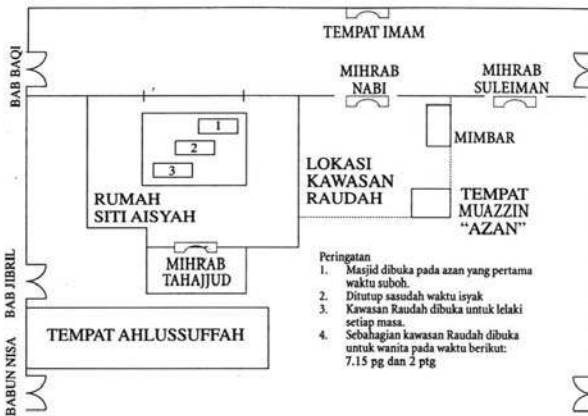 TEMPAT IMAM
BAB BAQI
MIHRAB
NABI
MIHRAB
SULEIMAN
1
2
3
MIMBAR
LOKASI
KAWASAN
RAUDAH
RUMAH
SITI AISYAH
TEMPAT
MUAZZIN
"AZAN"
MIHRAB
TAHAJJUD
BAB JIBRIL
TEMPAT AHLUSSUFFAH
BABUN NISA
Peringatan
1. Masjid dibuka pada azan yang pertama
waktu suboh.
2. Ditutup sasudah waktu isyak
3. Kawasan Raudah dibuka untuk lelaki
setiap masa.
4. Sebahagian kawasan Raudah dibuka
untuk wanita pada waktu berikut:
7.15 pg dan 2 ptg